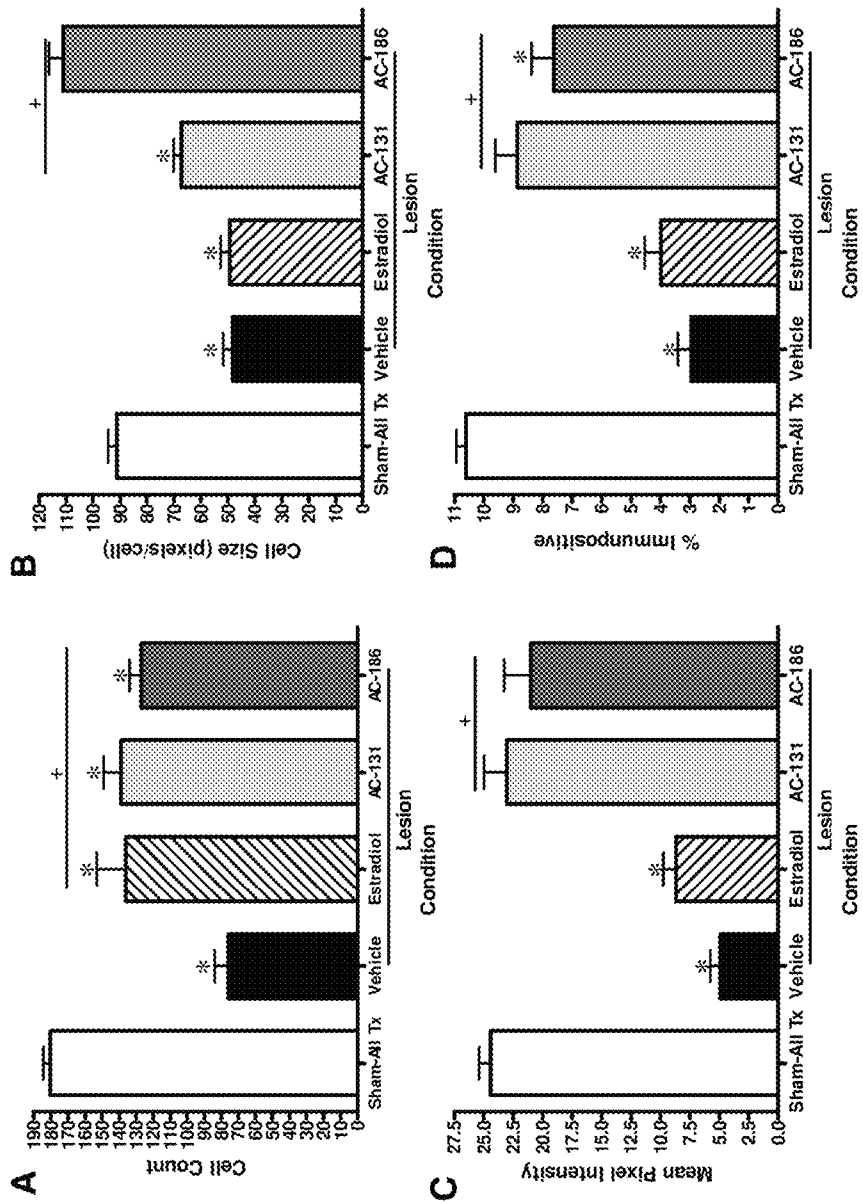 A
Cell Count
190
180
170
160
150
140
130
120
110
100
90
80
70
60
50
40
30
20
10
0
*
*
*
*
+
Sham-All Tx
Vehicle
Estradiol
AC-131
AC-186
Lesion
Condition
B
Cell Size (pixels/cell)
120
110
100
90
80
70
60
50
40
30
20
10
0
*
*
*
+
Sham-All Tx
Vehicle
Estradiol
AC-131
AC-186
Lesion
Condition
C
Mean Pixel Intensity
27.5
25.0
22.5
20.0
17.5
15.0
12.5
10.0
7.5
5.0
2.5
0.0
*
*
+
Sham-All Tx
Vehicle
Estradiol
AC-131
AC-186
Lesion
Condition
D
% Immunpositive
11
10
9
8
7
6
5
4
3
2
1
0
*
*
*
+
Sham-All Tx
Vehicle
Estradiol
AC-131
AC-186
Lesion
Condition